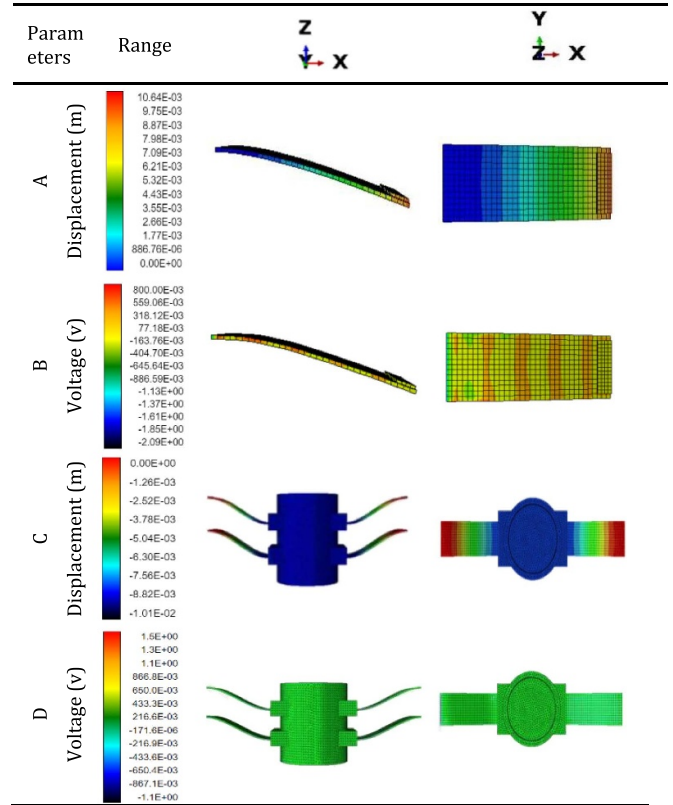 Param
eters
Range
Z
Y X
Y
Z X
A
Displacement (m)
10.64E-03
9.75E-03
8.87E-03
7.98E-03
7.09E-03
6.21E-03
5.32E-03
4.43E-03
3.55E-03
2.66E-03
1.77E-03
886.76E-06
0.00E+00
B
Voltage (v)
800.00E-03
559.06E-03
318.12E-03
77.18E-03
-163.76E-03
-404.70E-03
-645.64E-03
-886.59E-03
-1.13E+00
-1.37E+00
-1.61E+00
-1.85E+00
-2.09E+00
C
Displacement (m)
0.00E+00
-1.26E-03
-2.52E-03
-3.78E-03
-5.04E-03
-6.30E-03
-7.56E-03
-8.82E-03
-1.01E-02
D
Voltage (v)
1.5E+00
1.3E+00
1.1E+00
866.8E-03
650.0E-03
433.3E-03
216.6E-03
-171.6E-06
-216.9E-03
-433.6E-03
-650.4E-03
-867.1E-03
-1.1E+00